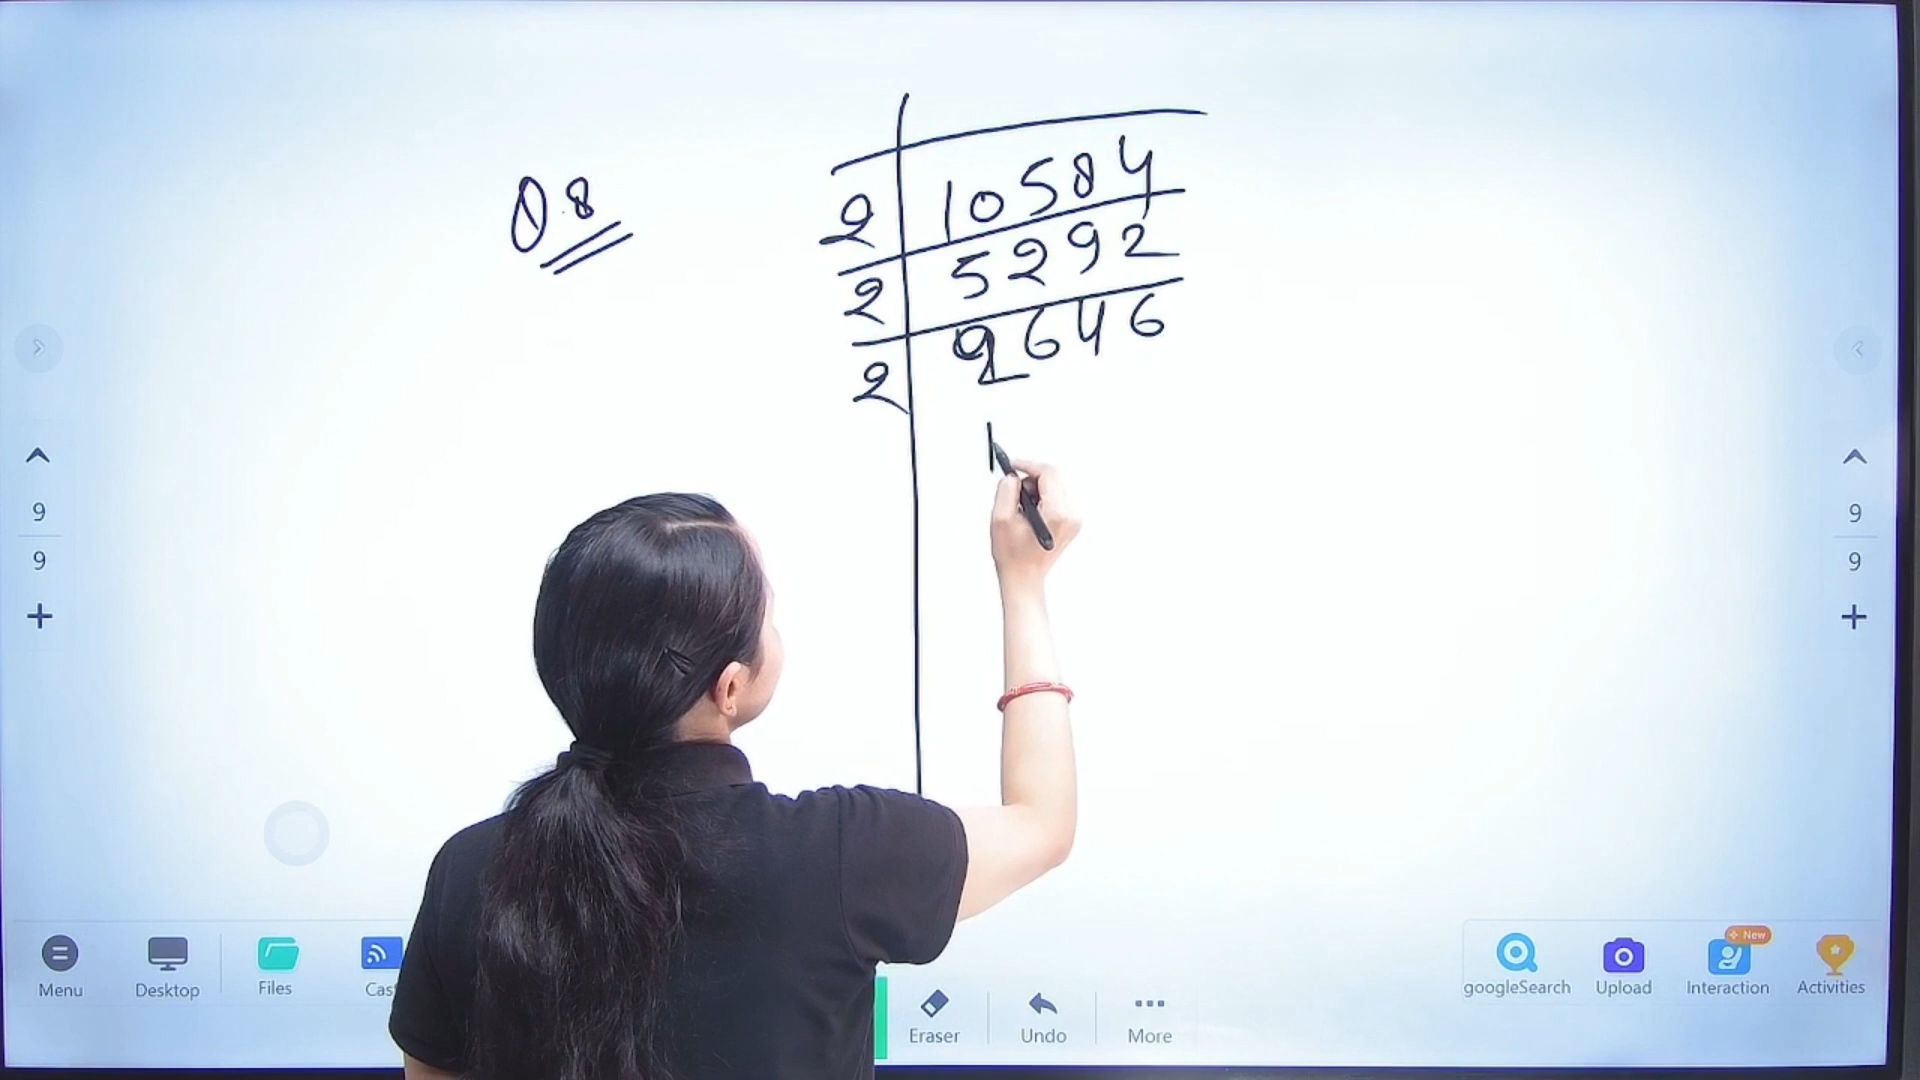 Q.8
2 10584
2 5292
2 2646
1
9
9
9
9
Menu
Desktop
Files
Eraser
Undo
More
New
googleSearch
Upload
Interaction
Activities